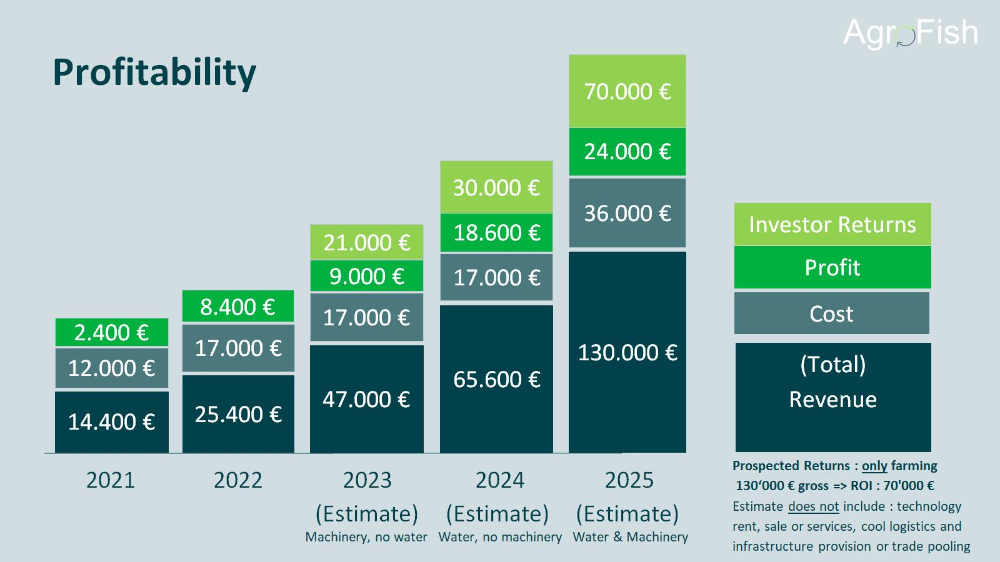 AgroFish
Profitability
70.000 €
24.000 €
36.000 €
130.000 €
30.000 €
18.600 €
17.000 €
65.600 €
21.000 €
9.000 €
17.000 €
47.000 €
8.400 €
17.000 €
25.400 €
2.400 €
12.000 €
14.400 €
Investor Returns
Profit
Cost
(Total)
Revenue
2021
2022
2023
(Estimate)
Machinery, no water
2024
(Estimate)
Water, no machinery
2025
(Estimate)
Water & Machinery
Prospected Returns : only farming
130‘000 € gross => ROI : 70'000 €
Estimate does not include : technology
rent, sale or services, cool logistics and
infrastructure provision or trade pooling